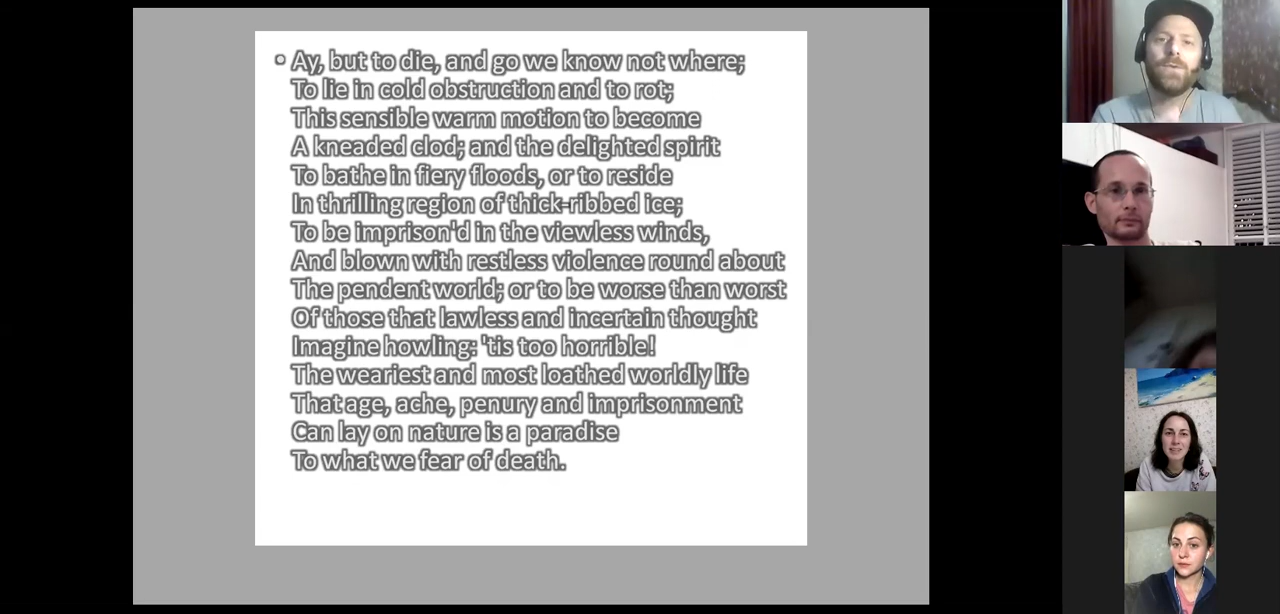 • Ay, but to die, and go we know not where;
To lie in cold obstruction and to rot;
This sensible warm motion to become
A kneaded clod; and the delighted spirit
To bathe in fiery floods, or to reside
In thrilling region of thick-ribbed ice;
To be imprison'd in the viewless winds,
And blown with restless violence round about
The pendent world; or to be worse than worst
Of those that lawless and incertain thought
Imagine howling: 'tis too horrible!
The weariest and most loathed worldly life
That age, ache, penury and imprisonment
Can lay on nature is a paradise
To what we fear of death.